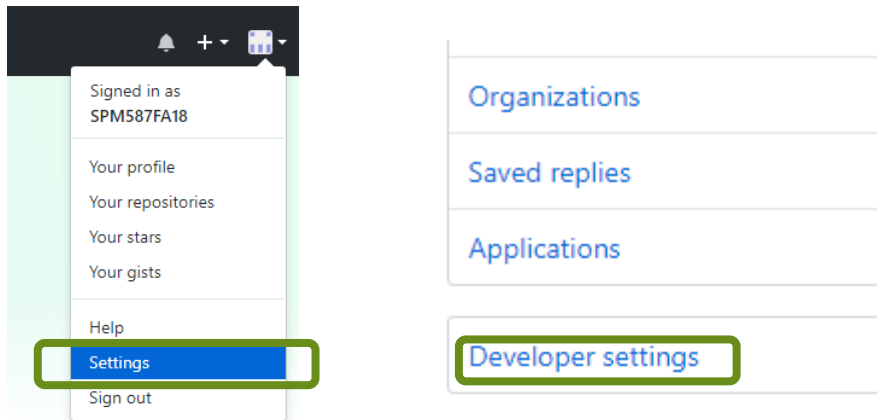 Signed in as
SPM587FA18
Your profile
Your repositories
Your stars
Your gists
Help
Settings
Sign out
Organizations
Saved replies
Applications
Developer settings